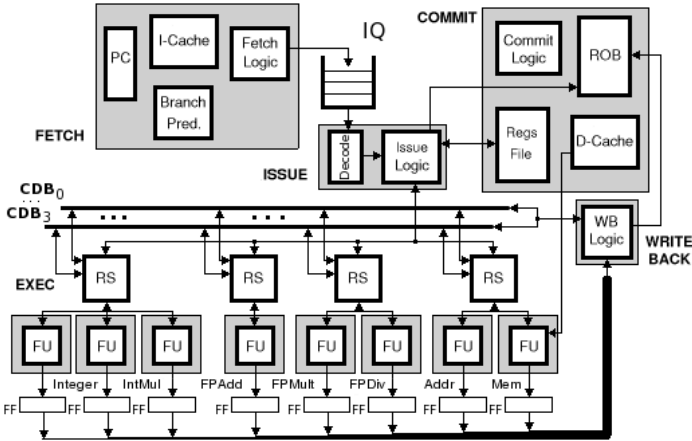 IQ
COMMIT
I-Cache
PC
Fetch
Logic
Commit
Logic
ROB
Branch
Pred.
FETCH
Decode
Issue
Logic
Regs
File
D-Cache
ISSUE
CDB0
...
CDB3
... ...
WB
Logic
WRITE
BACK
EXEC
RS RS RS RS
FU FU FU FU FU FU FU FU
Integer IntMul FPAdd FPMult FPDiv Addr Mem
FF FF FF FF FF FF FF FF